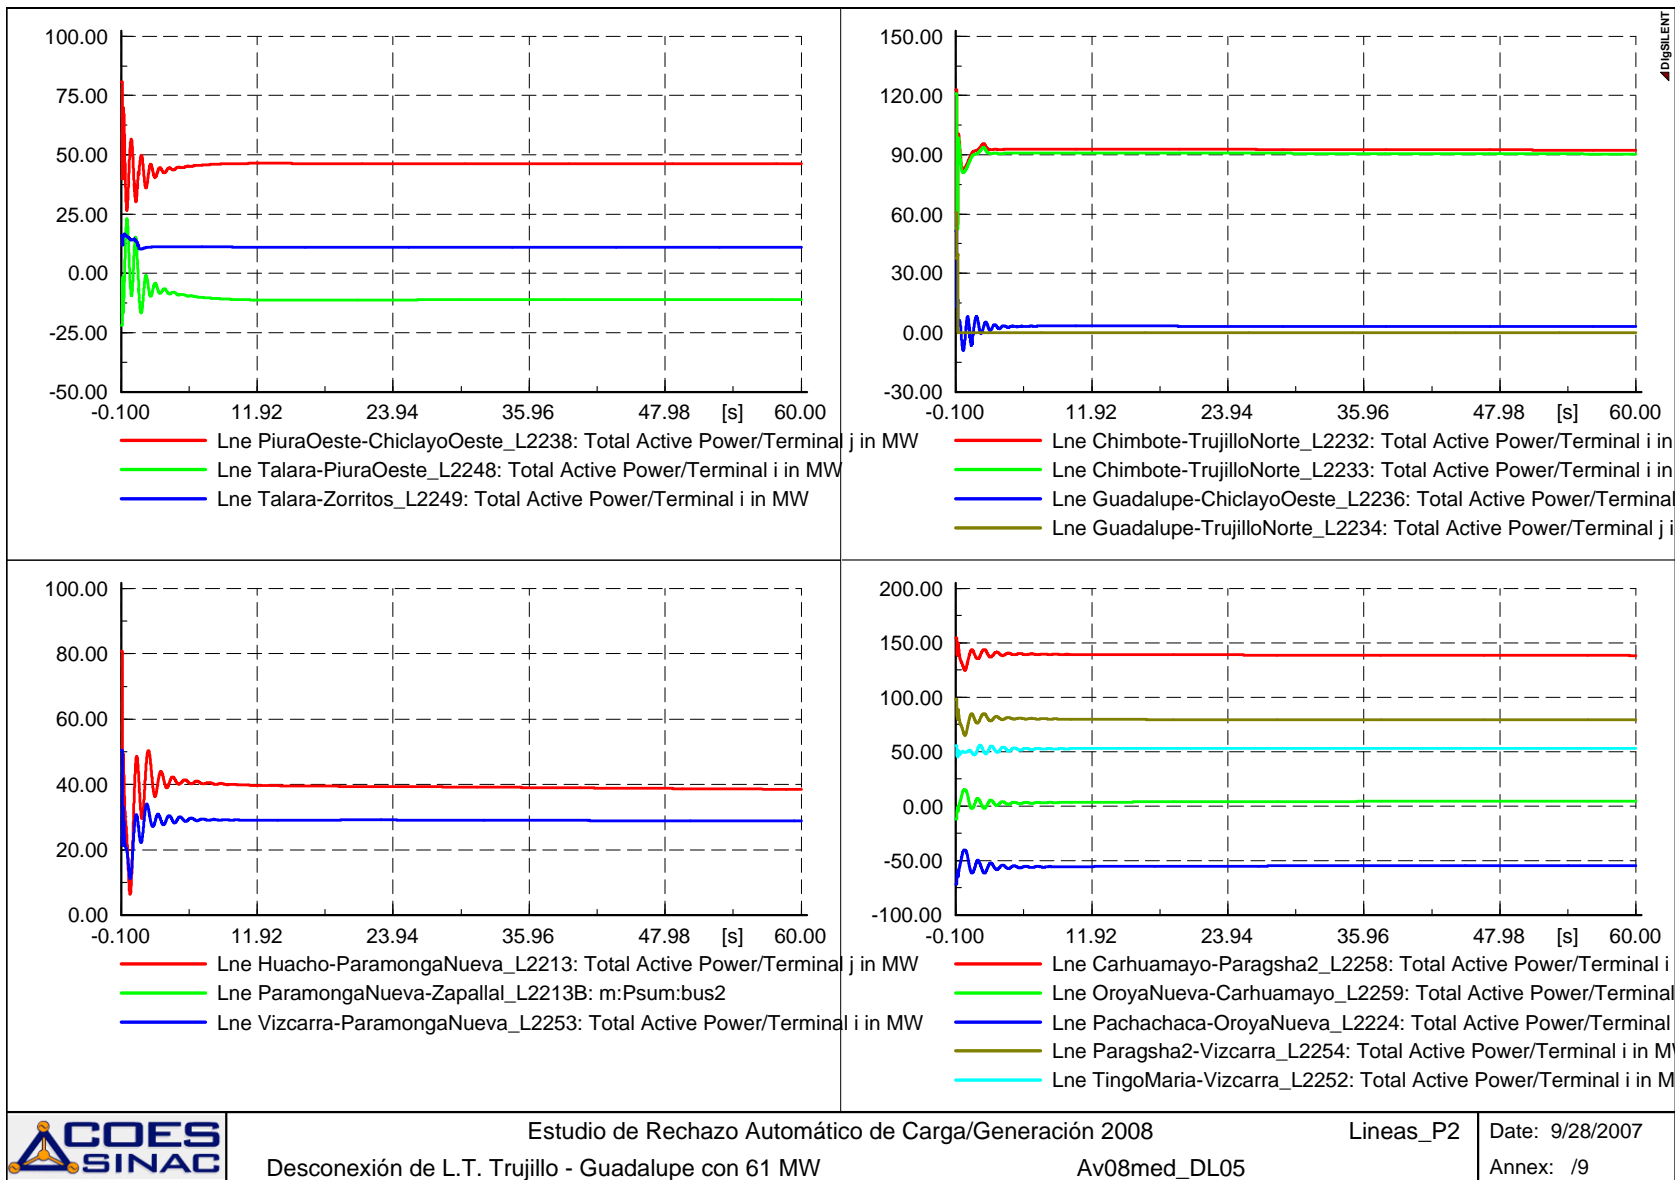 DIgSILENT
100.00
75.00
50.00
25.00
0.00
-25.00
-50.00
-0.100 11.92 23.94 35.96 47.98 [s] 60.00
Lne PiuraOeste-ChiclayoOeste_L2238: Total Active Power/Terminal j in MW
Lne Talara-PiuraOeste_L2248: Total Active Power/Terminal i in MW
Lne Talara-Zorritos_L2249: Total Active Power/Terminal i in MW
150.00
120.00
90.00
60.00
30.00
0.00
-30.00
-0.100 11.92 23.94 35.96 47.98 [s] 60.00
Lne Chimbote-TrujilloNorte_L2232: Total Active Power/Terminal i in
Lne Chimbote-TrujilloNorte_L2233: Total Active Power/Terminal i in
Lne Guadalupe-ChiclayoOeste_L2236: Total Active Power/Terminal
Lne Guadalupe-TrujilloNorte_L2234: Total Active Power/Terminal j i
100.00
80.00
60.00
40.00
20.00
0.00
-0.100 11.92 23.94 35.96 47.98 [s] 60.00
Lne Huacho-ParamongaNueva_L2213: Total Active Power/Terminal j in MW
Lne ParamongaNueva-Zapallal_L2213B: m:Psum:bus2
Lne Vizcarra-ParamongaNueva_L2253: Total Active Power/Terminal i in MW
200.00
150.00
100.00
50.00
0.00
-50.00
-100.00
-0.100 11.92 23.94 35.96 47.98 [s] 60.00
Lne Carhuamayo-Paragsha2_L2258: Total Active Power/Terminal i
Lne OroyaNueva-Carhuamayo_L2259: Total Active Power/Terminal
Lne Pachachaca-OroyaNueva_L2224: Total Active Power/Terminal
Lne Paragsha2-Vizcarra_L2254: Total Active Power/Terminal i in M
Lne TingoMaria-Vizcarra_L2252: Total Active Power/Terminal i in M
COES
SINAC
Estudio de Rechazo Automático de Carga/Generación 2008 Lineas_P2
Desconexión de L.T. Trujillo - Guadalupe con 61 MW Av08med_DL05
Date: 9/28/2007
Annex: /9